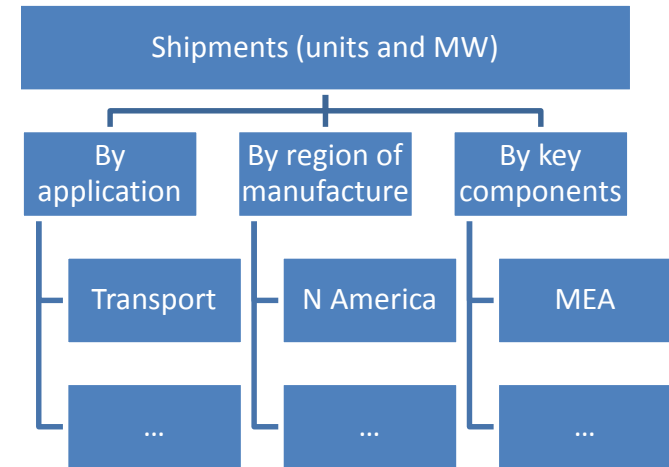 Shipments (units and MW)
By
application
By region of
manufacture
By key
components
Transport
N America
MEA
...
...
...